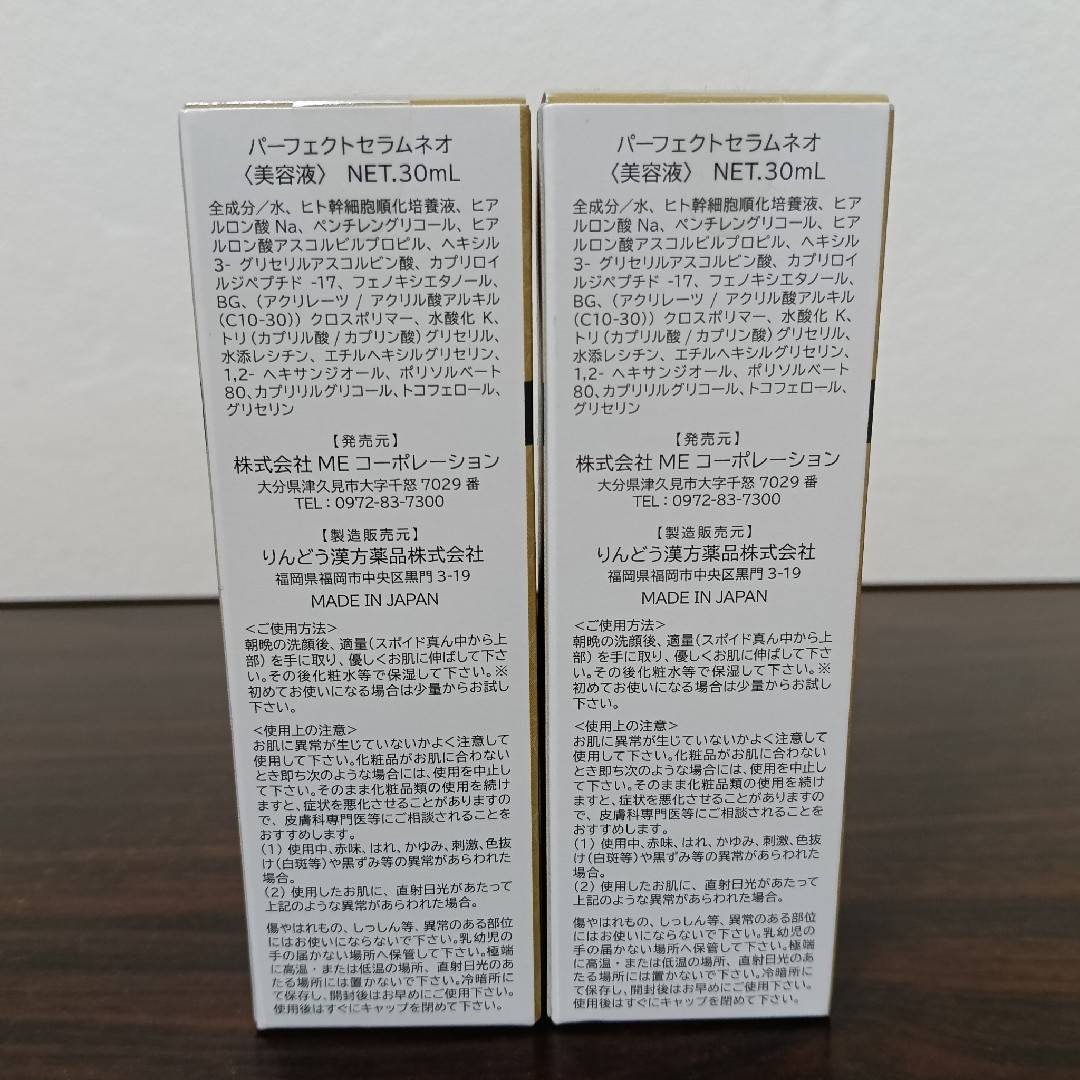 パーフェクトセラムネオ
〈美容液〉 NET.30mL
全成分／水、ヒト幹細胞順化培養液、ヒア
ルロン酸 Na、ペンチレングリコール、ヒア
ルロン酸アスコルビルプロピル、ヘキシル
3- グリセリルアスコルビン酸、カプリロイ
ルジペプチド -17、フェノキシエタノール、
BG、（アクリレーツ / アクリル酸アルキル
（C10-30）） クロスポリマー、水酸化 K、
トリ（カプリル酸 / カプリン酸）グリセリル、
水添レシチン、エチルヘキシルグリセリン、
1,2- ヘキサンジオール、ポリソルベート
80、カプリリルグリコール、トコフェロール、
グリセリン
【発売元】
株式会社 ME コーポレーション
大分県津久見市大字千怒 7029 番
TEL：0972-83-7300
【製造販売元】
りんどう漢方薬品株式会社
福岡県福岡市中央区黒門 3-19
MADE IN JAPAN
＜ご使用方法＞
朝晩の洗顔後、適量（スポイド真ん中から上
部）を手に取り、優しくお肌に伸ばして下さ
い。その後化粧水等で保湿して下さい。※
初めてお使いになる場合は少量からお試し
下さい。
＜使用上の注意＞
お肌に異常が生じていないかよく注意して
使用して下さい。化粧品がお肌に合わない
とき即ち次のような場合には、使用を中止し
て下さい。そのまま化粧品類の使用を続け
ますと、症状を悪化させることがありますの
で、皮膚科専門医等にご相談されることを
おすすめします。
（1）使用中、赤味、はれ、かゆみ、刺激、色抜
け（白斑等）や黒ずみ等の異常があらわれた
場合。
（2）使用したお肌に、直射日光があたって
上記のような異常があらわれた場合。
傷やはれもの、しっしん等、異常のある部位
にはお使いにならないで下さい。乳幼児の
手の届かない場所へ保管して下さい。極端
に高温・または低温の場所、直射日光のあ
たる場所には置かないで下さい。冷暗所に
て保存し、開封後はお早めにご使用下さい。
使用後はすぐにキャップを閉めて下さい。
パーフェクトセラムネオ
〈美容液〉 NET.30mL
全成分／水、ヒト幹細胞順化培養液、ヒア
ルロン酸 Na、ペンチレングリコール、ヒア
ルロン酸アスコルビルプロピル、ヘキシル
3- グリセリルアスコルビン酸、カプリロイ
ルジペプチド -17、フェノキシエタノール、
BG、（アクリレーツ / アクリル酸アルキル
（C10-30）） クロスポリマー、水酸化 K、
トリ（カプリル酸 / カプリン酸）グリセリル、
水添レシチン、エチルヘキシルグリセリン、
1,2- ヘキサンジオール、ポリソルベート
80、カプリリルグリコール、トコフェロール、
グリセリン
【発売元】
株式会社 ME コーポレーション
大分県津久見市大字千怒 7029 番
TEL：0972-83-7300
【製造販売元】
りんどう漢方薬品株式会社
福岡県福岡市中央区黒門 3-19
MADE IN JAPAN
＜ご使用方法＞
朝晩の洗顔後、適量（スポイド真ん中から上
部）を手に取り、優しくお肌に伸ばして下さ
い。その後化粧水等で保湿して下さい。※
初めてお使いになる場合は少量からお試し
下さい。
＜使用上の注意＞
お肌に異常が生じていないかよく注意して
使用して下さい。化粧品がお肌に合わない
とき即ち次のような場合には、使用を中止し
て下さい。そのまま化粧品類の使用を続け
ますと、症状を悪化させることがありますの
で、皮膚科専門医等にご相談されることを
おすすめします。
（1）使用中、赤味、はれ、かゆみ、刺激、色抜
け（白斑等）や黒ずみ等の異常があらわれた
場合。
（2）使用したお肌に、直射日光があたって
上記のような異常があらわれた場合。
傷やはれもの、しっしん等、異常のある部位
にはお使いにならないで下さい。乳幼児の
手の届かない場所へ保管して下さい。極端
に高温・または低温の場所、直射日光のあ
たる場所には置かないで下さい。冷暗所に
て保存し、開封後はお早めにご使用下さい。
使用後はすぐにキャップを閉めて下さい。